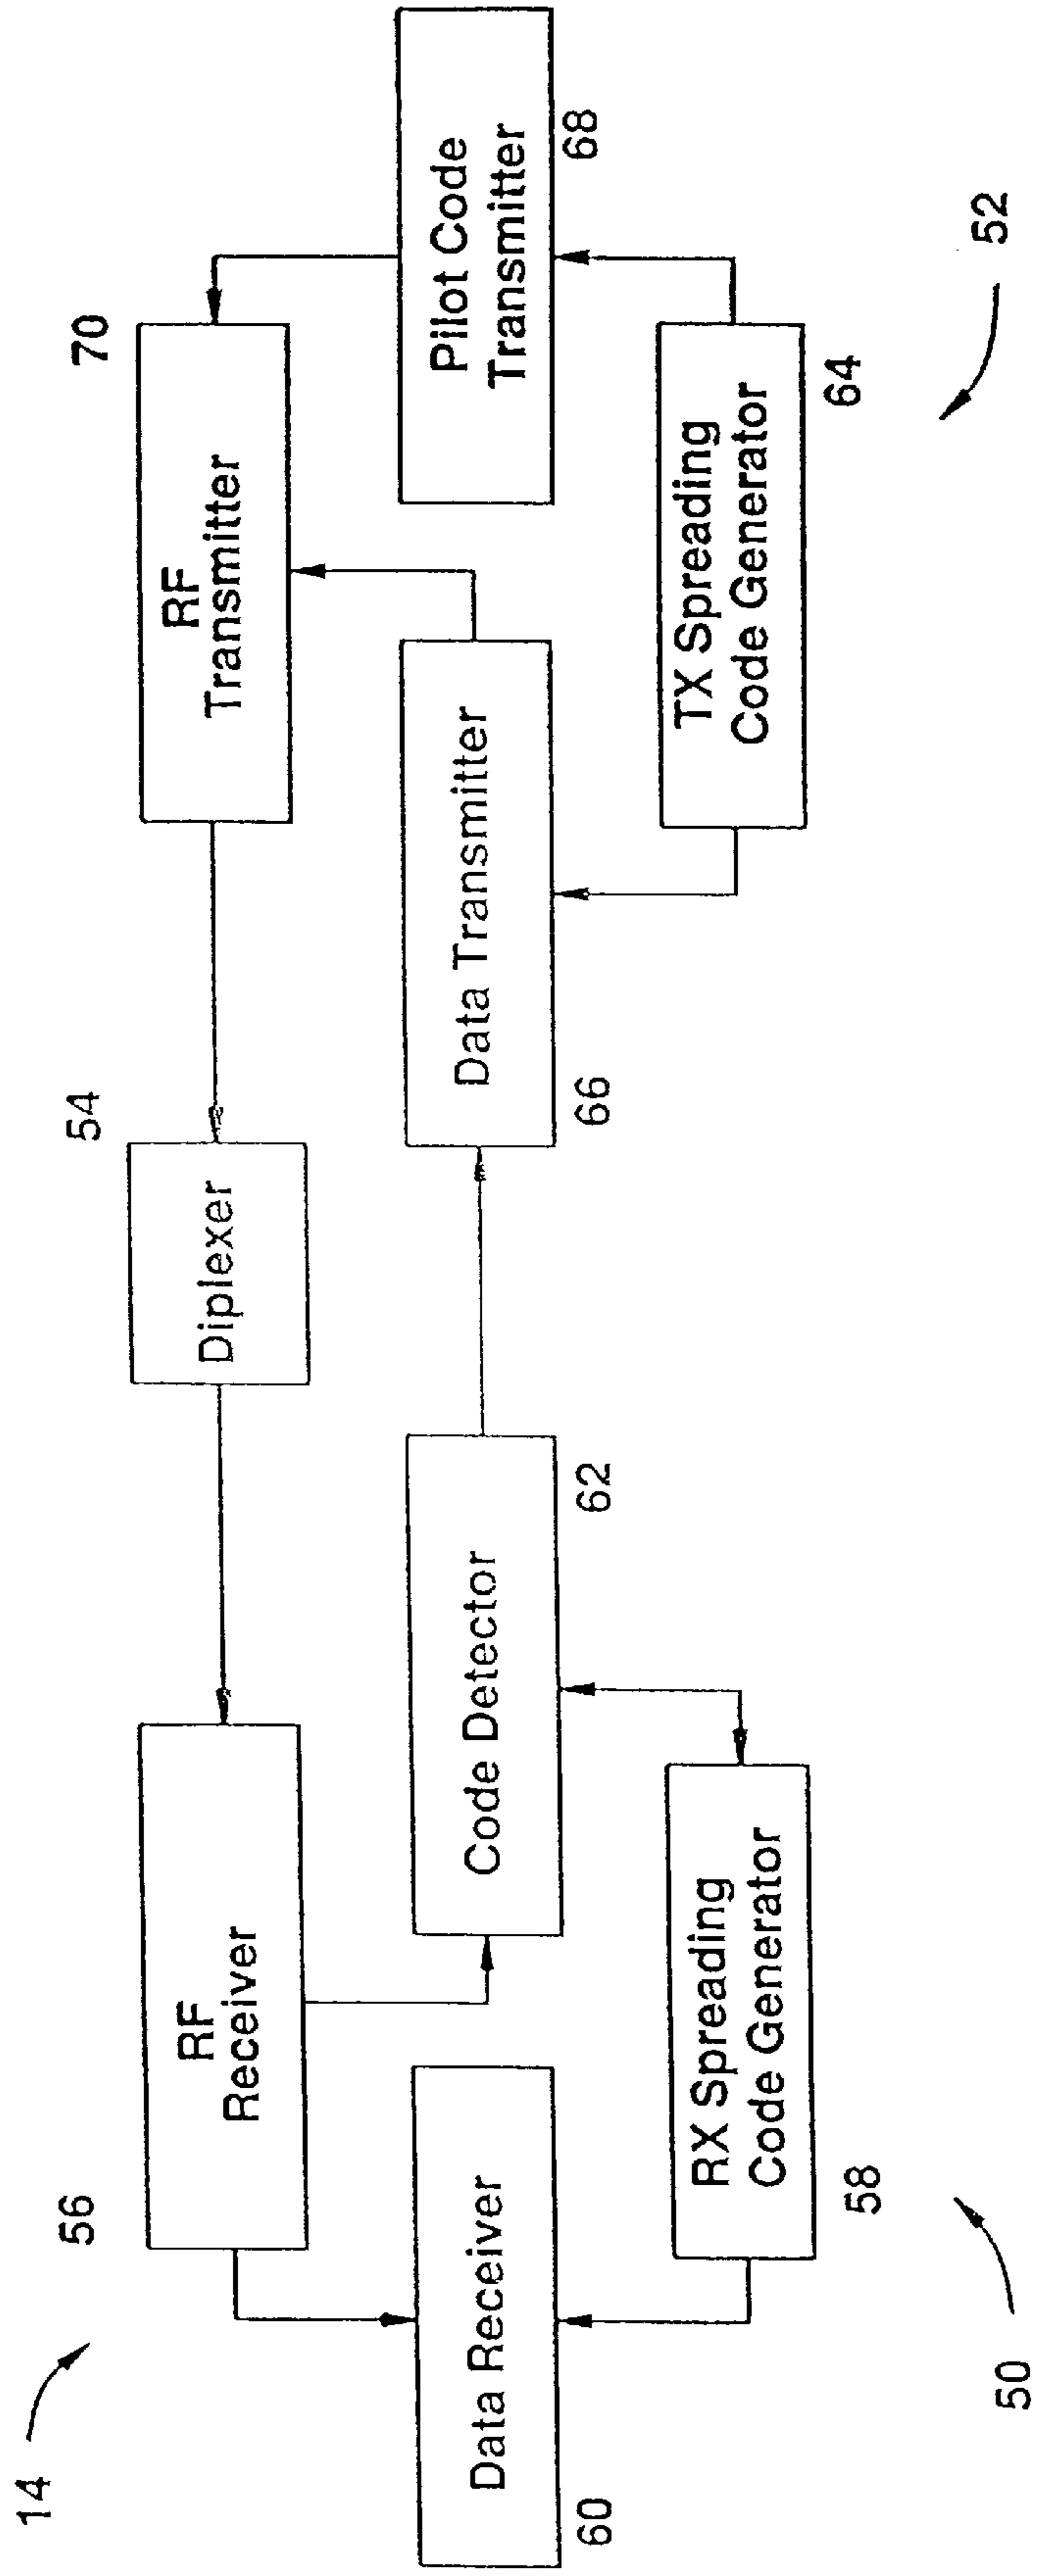 14
56
RF
Receiver
Diplexer
54
RF
Transmitter
70
Data Receiver
60
Code Detector
62
Data Transmitter
66
Pilot Code
Transmitter
68
RX Spreading
Code Generator
58
TX Spreading
Code Generator
64
50
52